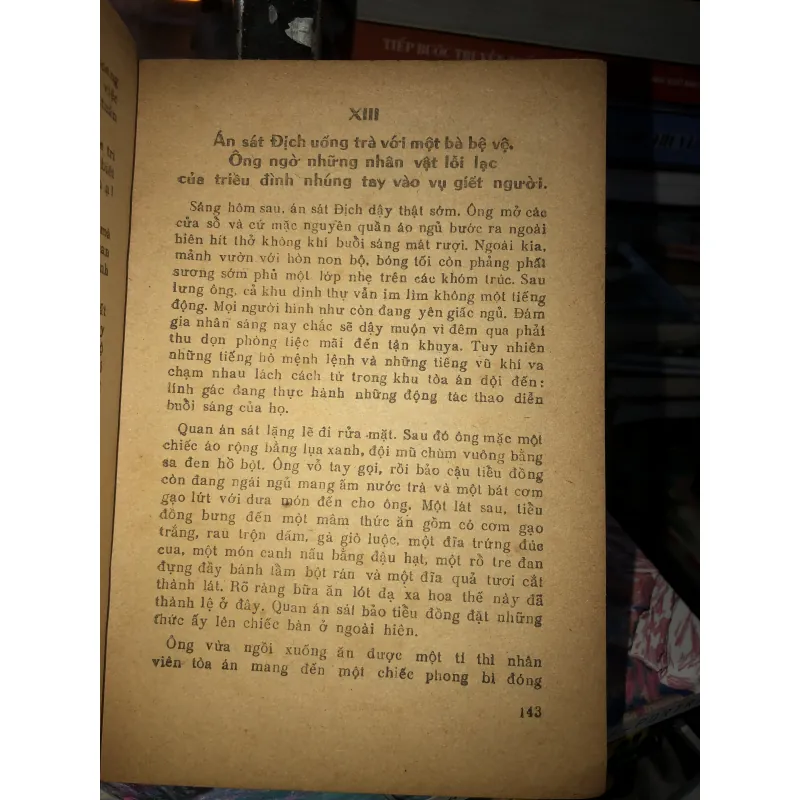 TIẾP BƯỚC TRUYỀN
XIII
Án sát Địch uống trà với một bà bệ vệ.
Ông ngờ những nhân vật lỗi lạc
của triều đình nhúng tay vào vụ giết người.
Sáng hôm sau, án sát Địch dậy thật sớm. Ông mở các
cửa sổ và cứ mặc nguyên quần áo ngủ bước ra ngoài
hiên hít thở không khí buổi sáng mát rượi. Ngoài kia,
mảnh vườn với hòn non bộ, bóng tối còn phảng phất
sương sớm phủ một lớp nhẹ trên các khóm trúc. Sau
lưng ông, cả khu dinh thự vẫn im lìm không một tiếng
động. Mọi người hình như còn đang yên giấc ngủ. Đám
gia nhân sáng nay chắc sẽ dậy muộn vì đêm qua phải
thu dọn phòng tiệc mãi đến tận khuya. Tuy nhiên
những tiếng hô mệnh lệnh và những tiếng vũ khí va
chạm nhau lách cách từ trong khu tòa án dội đến:
lính gác đang thực hành những động tác thao diễn
buổi sáng của họ.
Quan án sát lặng lẽ đi rửa mặt. Sau đó ông mặc một
chiếc áo rộng bằng lụa xanh, đội mũ chùm vuông bằng
sa đen hồ bột. Ông vỗ tay gọi, rồi bảo cậu tiểu đồng
còn đang ngái ngủ mang ấm nước trà và một bát cơm
gạo lứt với dưa món đến cho ông. Một lát sau, tiểu
đồng bưng đến một mâm thức ăn gồm có cơm gạo
trắng, rau trộn dấm, gà giò luộc, một đĩa trứng đúc
cua, một món canh nấu bằng đậu hạt, một rổ tre đan
đựng đầy bánh tầm bột rán và một đĩa quả tươi cắt
thành lát. Rõ ràng bữa ăn lót dạ xa hoa thế này đã
thành lệ ở đây. Quan án sát bảo tiểu đồng đặt những
thức ấy lên chiếc bàn ở ngoài hiên.
Ông vừa ngồi xuống ăn được một tí thì nhân
viên tòa án mang đến một chiếc phong bì đóng
143